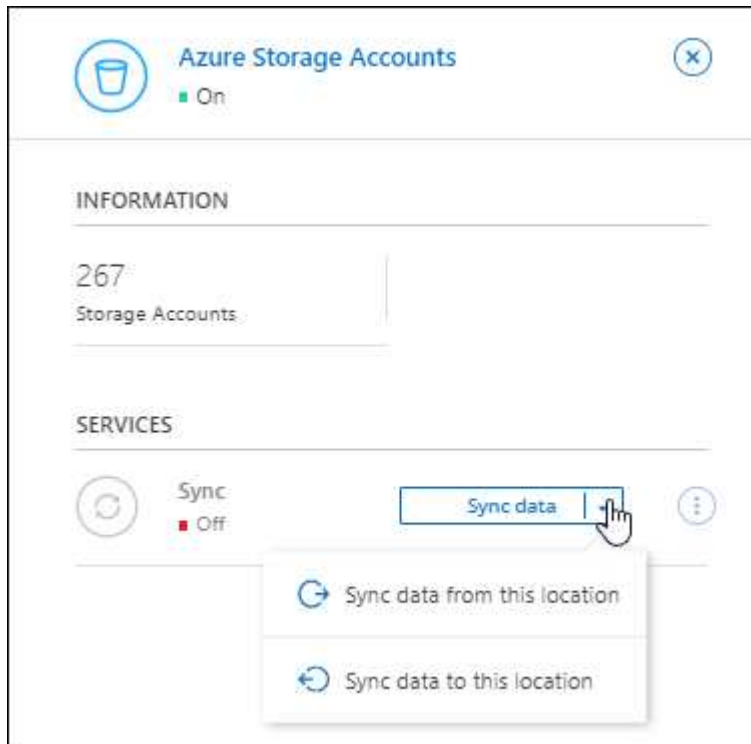 Azure Storage Accounts
On
INFORMATION
267
Storage Accounts
SERVICES
Sync
Off
Sync data
Sync data from this location
Sync data to this location